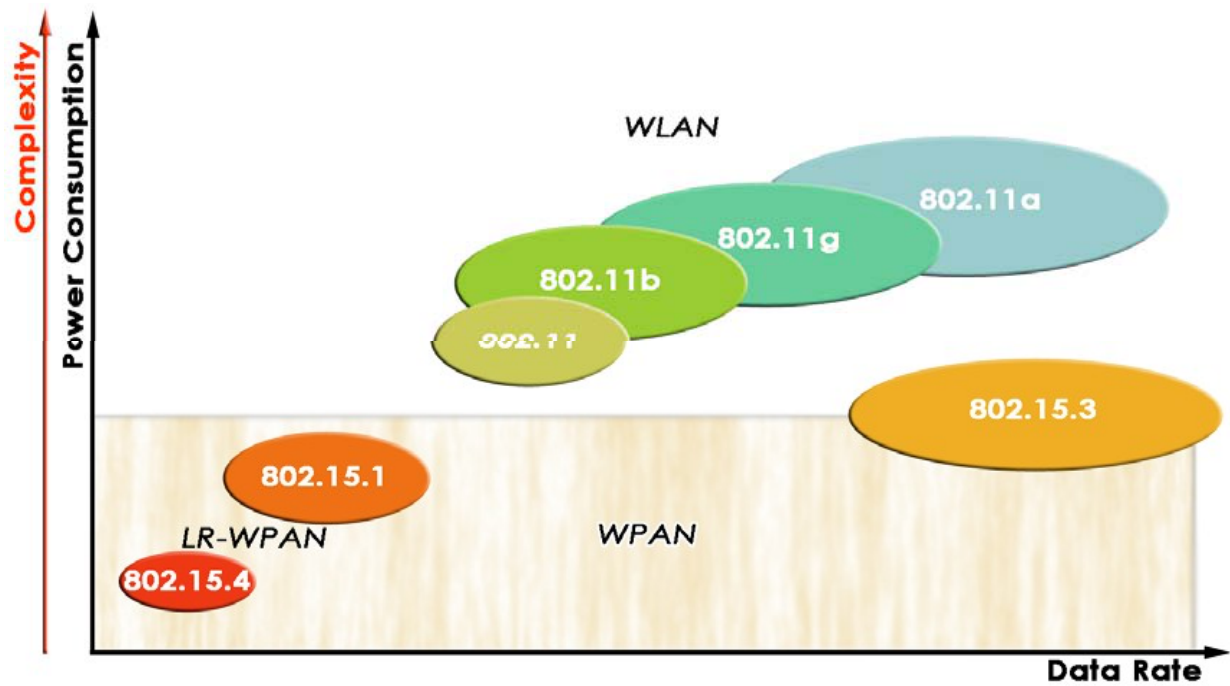 Complexity
Power Consumption
WLAN
802.11a
802.11g
802.11b
802.15.3
802.15.1
LR-WPAN
WPAN
802.15.4
Data Rate